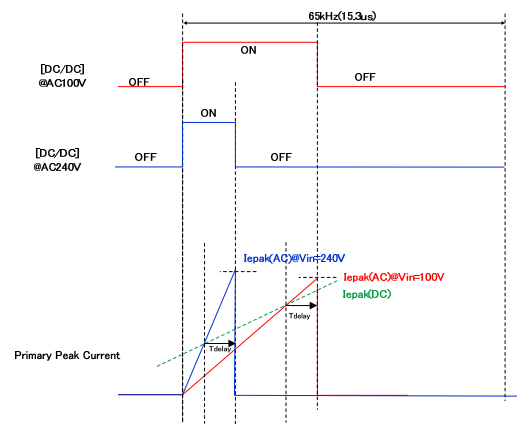 65kHz(15.3us)
ON
[DC/DC]
@AC100V
OFF
OFF
ON
[DC/DC]
@AC240V
OFF
OFF
Iepak(AC)@Vin=240V
Iepak(AC)@Vin=100V
Iepak(DC)
Tdelay
Tdelay
Primary Peak Current